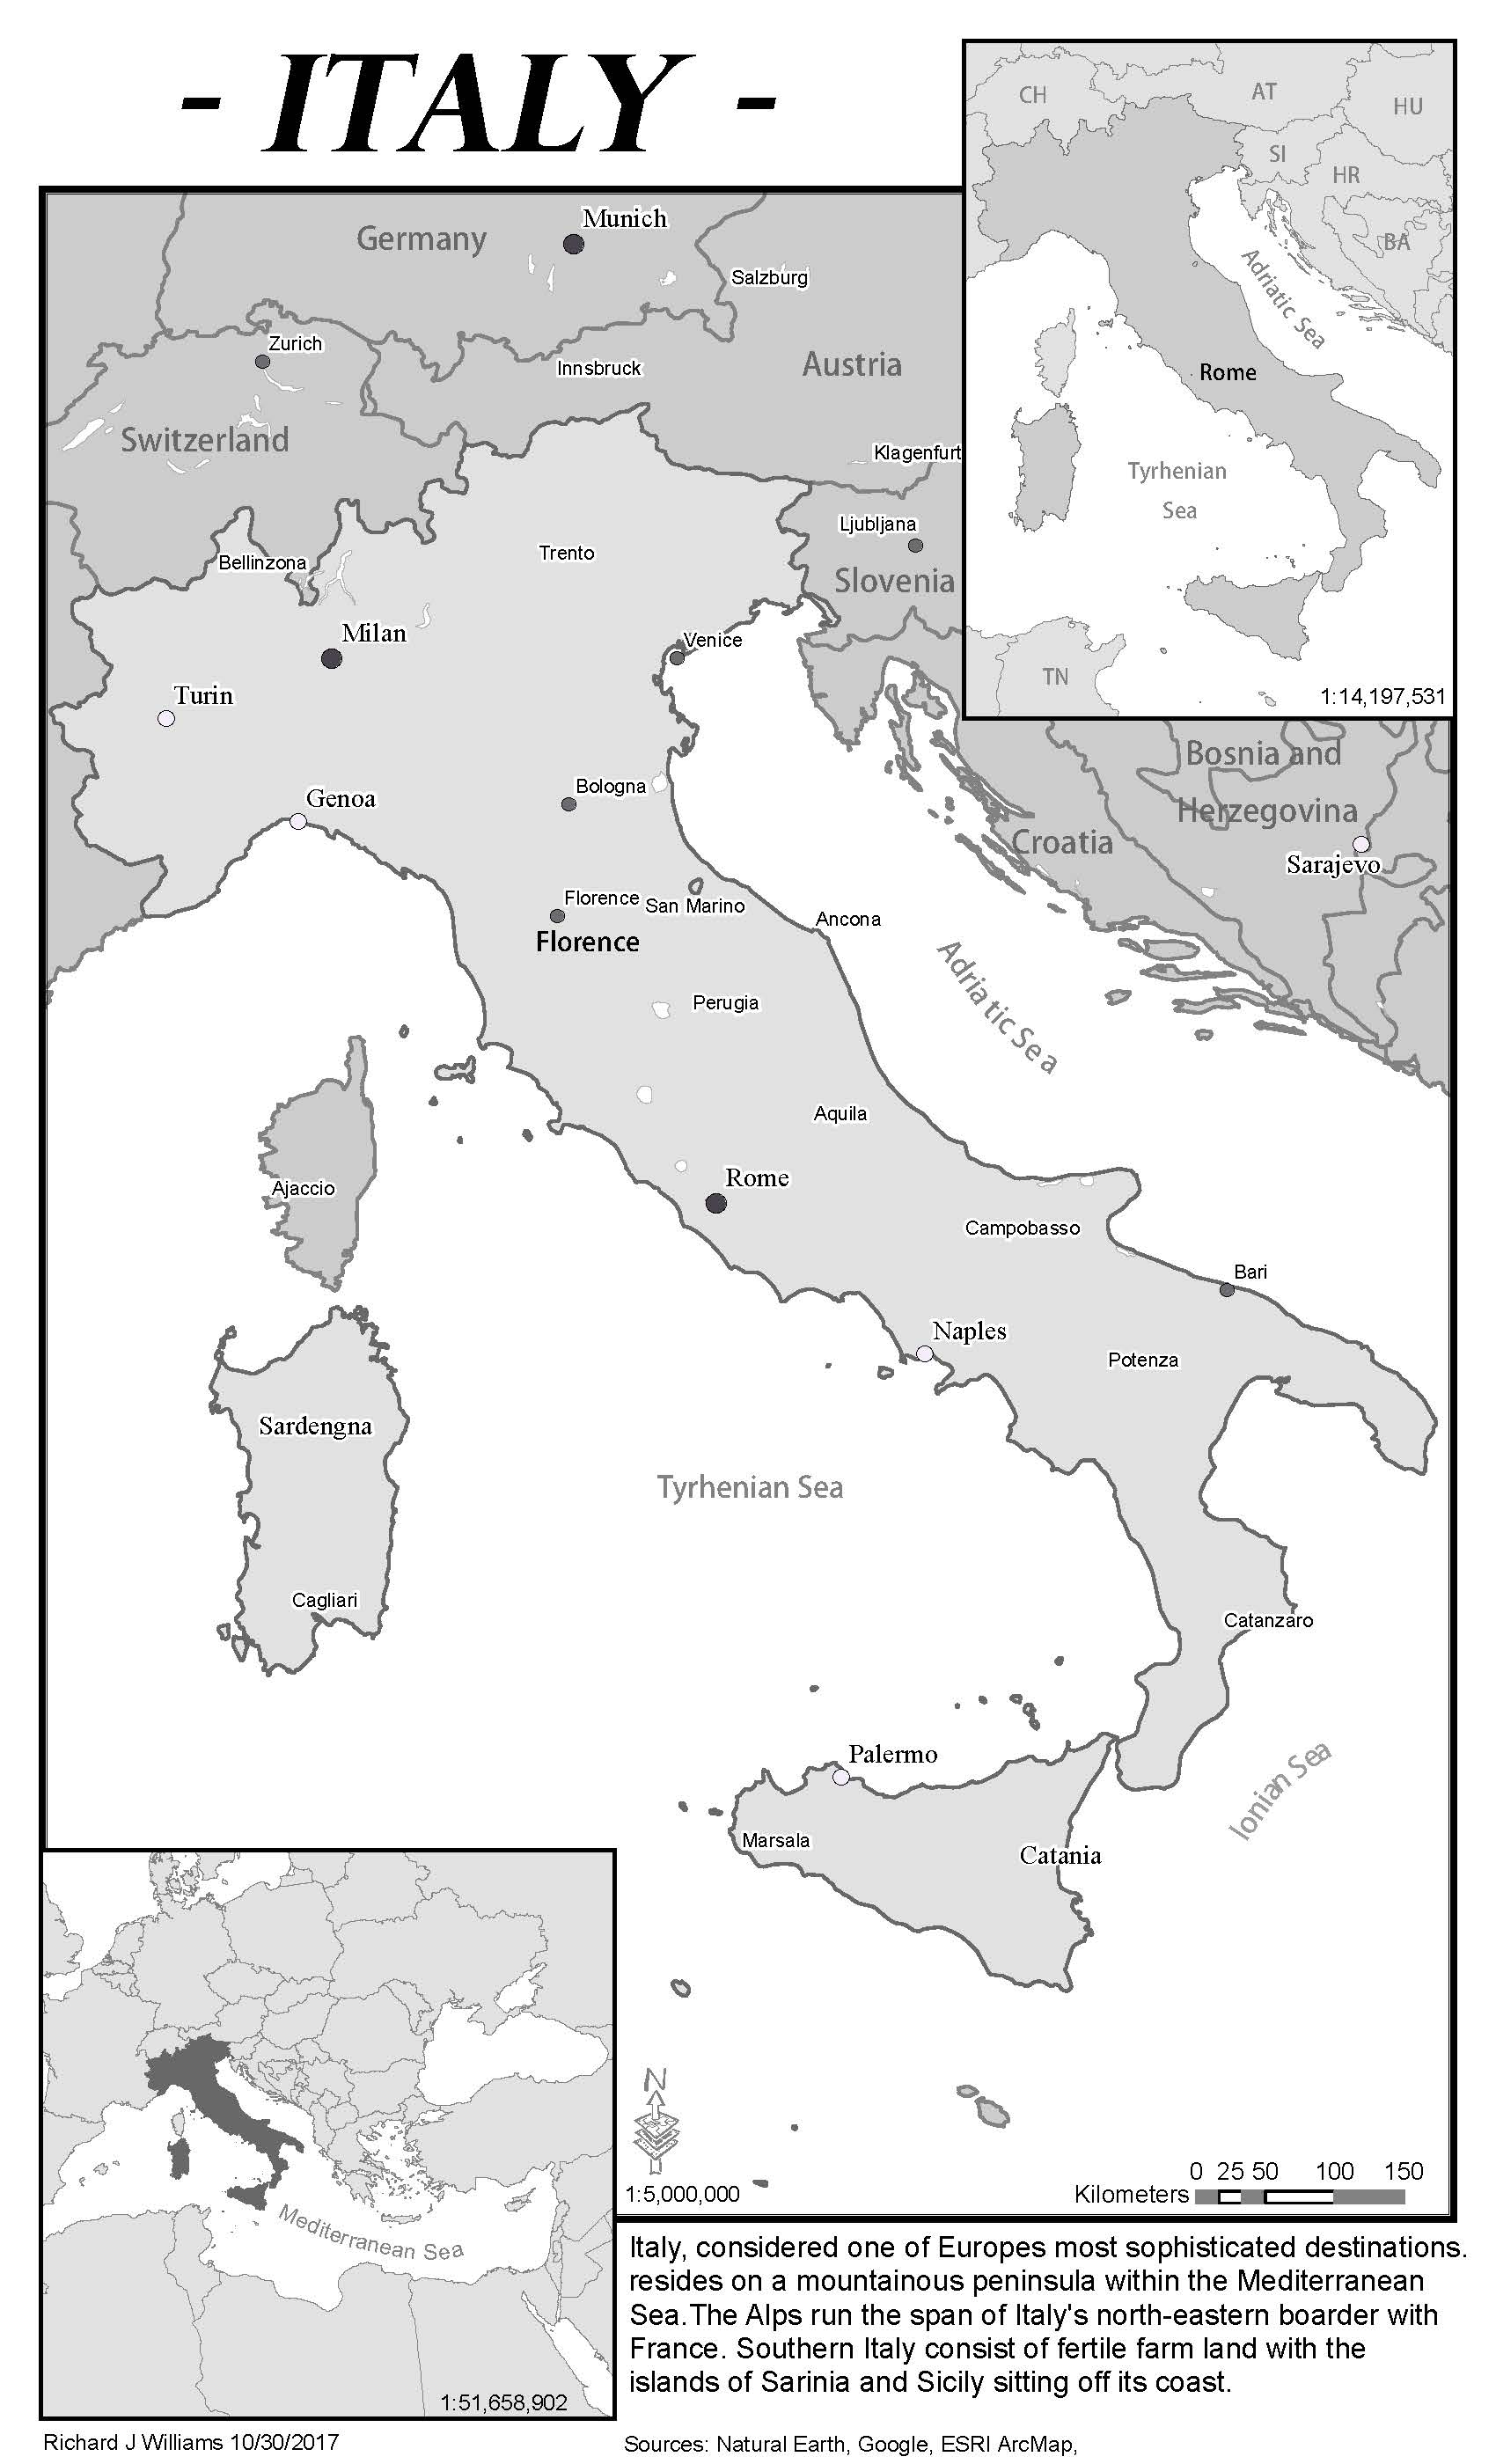 - ITALY -
CH
AT
HU
SI
HR
BA
Adriatic Sea
Rome
Tyrhenian
Sea
TN
1:14,197,531
Munich
Germany
Salzburg
Zurich
Innsbruck
Austria
Switzerland
Klagenfurt
Ljubljana
Trento
Bellinzona
Slovenia
Milan
Venice
Turin
Bosnia and
Herzegovina
Bologna
Genoa
Croatia
Sarajevo
Florence
San Marino
Ancona
Florence
Adriatic Sea
Perugia
Aquila
Rome
Ajaccio
Campobasso
Bari
Naples
Potenza
Sardengna
Tyrhenian Sea
Cagliari
Catanzaro
Palermo
Ionian Sea
Marsala
Catania
Mediterranean Sea
1:51,658,902
N
1:5,000,000
0 25 50 100 150
Kilometers
Italy, considered one of Europes most sophisticated destinations.
resides on a mountainous peninsula within the Mediterranean
Sea.The Alps run the span of Italy's north-eastern boarder with
France. Southern Italy consist of fertile farm land with the
islands of Sarinia and Sicily sitting off its coast.
Richard J Williams 10/30/2017
Sources: Natural Earth, Google, ESRI ArcMap,